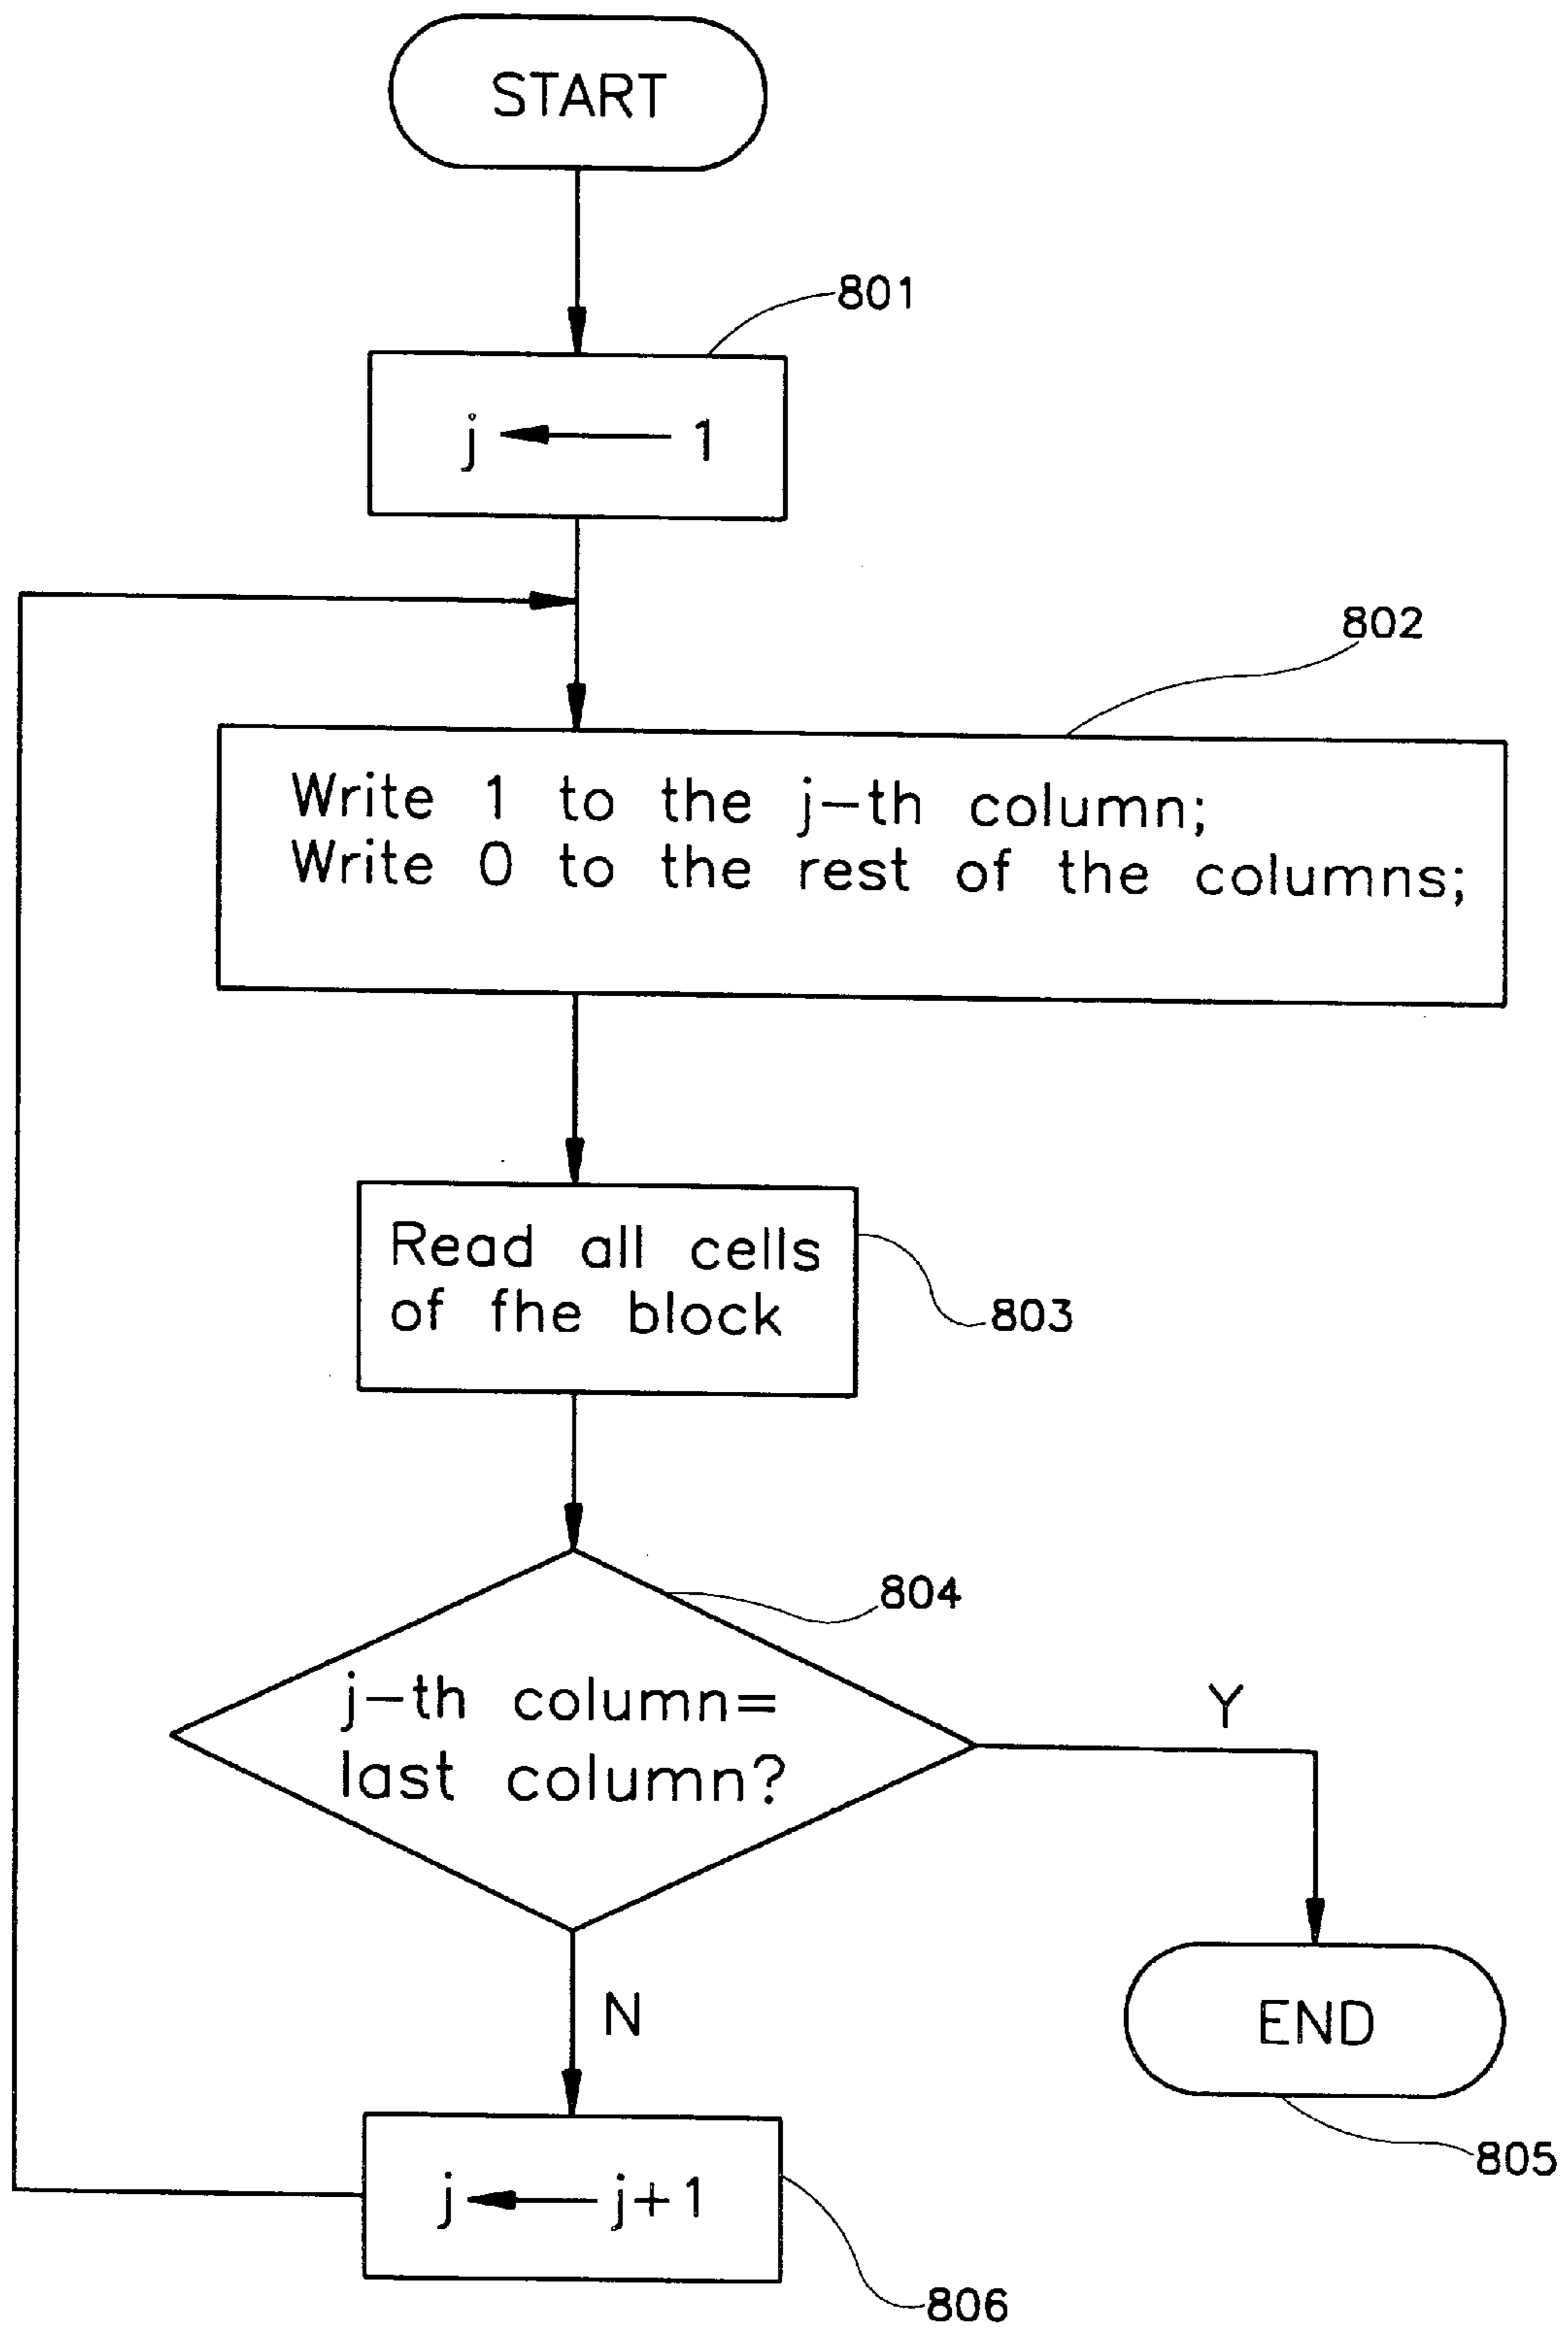 START
801
j ← 1
802
Write 1 to the j-th column;
Write 0 to the rest of the columns;
Read all cells
of fhe block
803
804
j-th column=
last column?
Y
N
END
805
j ← j+1
806